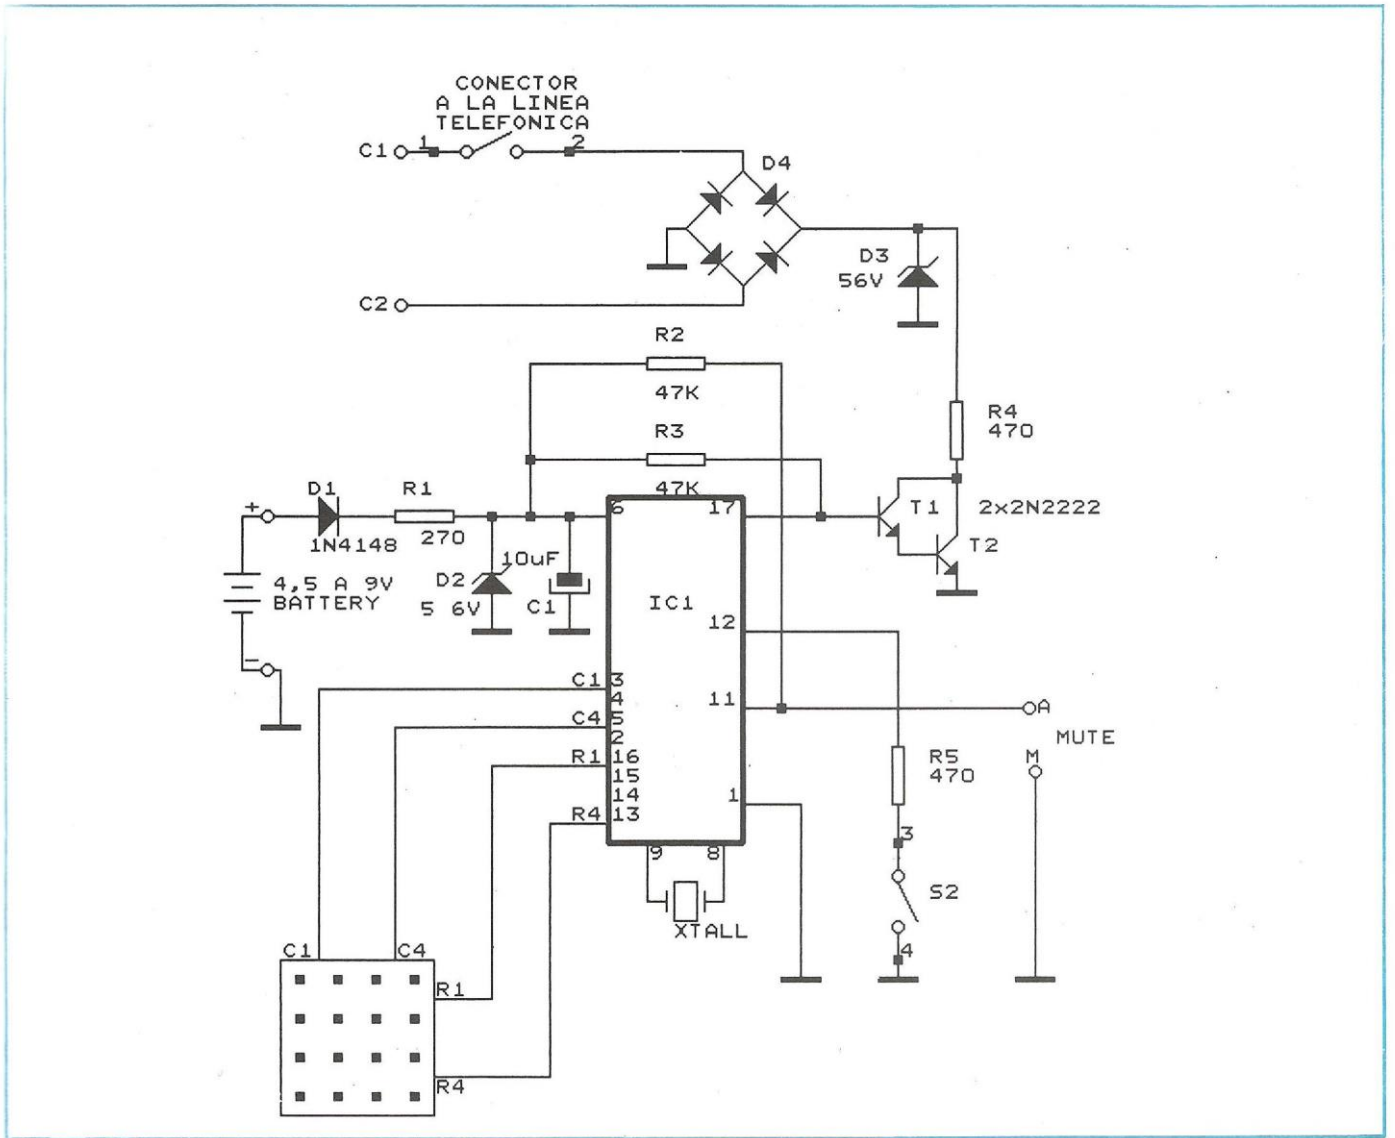 CONECTOR
A LA LINEA
TELEFONICA
C1
1
2
D4
C2
D3
56V
R2
47K
R3
47K
R4
470
D1
1N4148
R1
270
+
4,5 A 9V
BATTERY
-
D2
5 6V
10uF
C1
6
17
IC1
T1
2x2N2222
T2
12
11
A
MUTE
M
C1
3
4
C4
5
2
R1
16
15
14
R4
13
1
9
8
XTALL
R5
470
3
S2
4
C1
C4
R1
R4